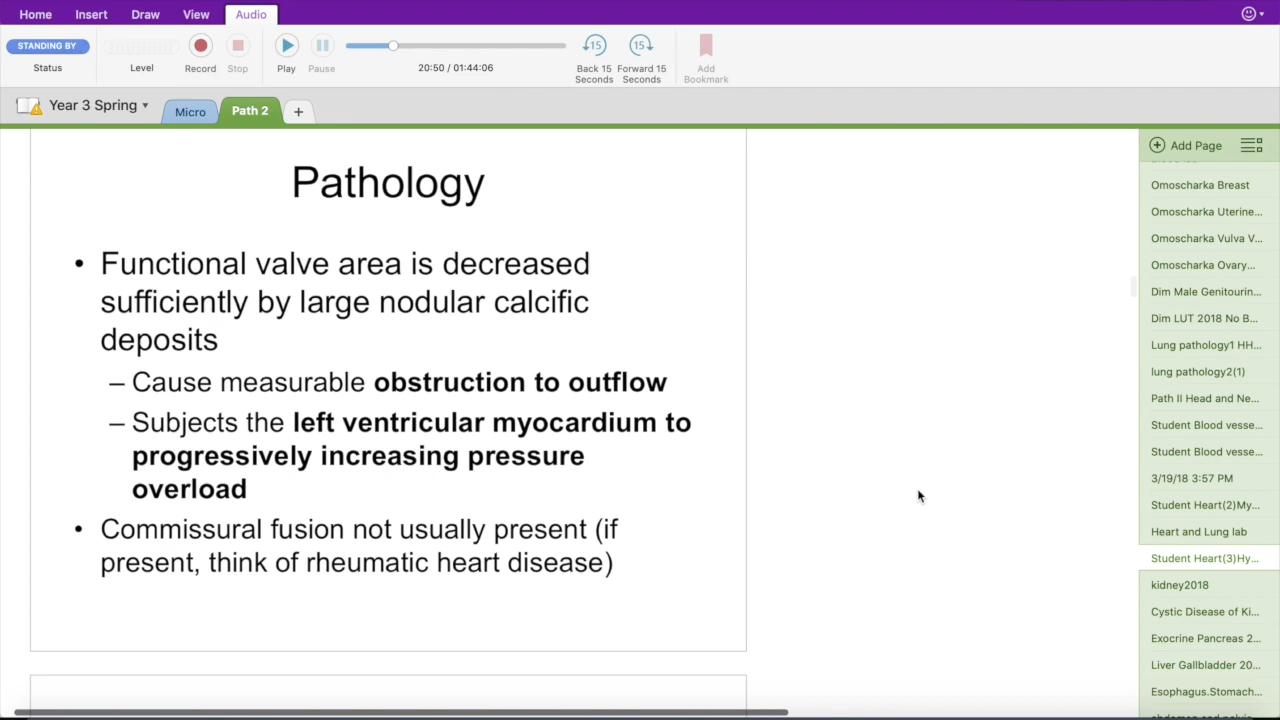 Home Insert Draw View Audio
STANDING BY
Status Level Record Stop Play Pause
20:50 / 01:44:06
15 15
Back 15 Seconds
Forward 15 Seconds
Add Bookmark
Year 3 Spring
Micro
Path 2
Add Page
Pathology
• Functional valve area is decreased
sufficiently by large nodular calcific
deposits
– Cause measurable obstruction to outflow
– Subjects the left ventricular myocardium to
progressively increasing pressure
overload
• Commissural fusion not usually present (if
present, think of rheumatic heart disease)
Omoscharka Breast
Omoscharka Uterine...
Omoscharka Vulva V...
Omoscharka Ovary...
Dim Male Genitourin...
Dim LUT 2018 No B...
Lung pathology1 HH...
lung pathology2(1)
Path II Head and Ne...
Student Blood vesse...
Student Blood vesse...
3/19/18 3:57 PM
Student Heart(2)My...
Heart and Lung lab
Student Heart(3)Hy...
kidney2018
Cystic Disease of Ki...
Exocrine Pancreas 2...
Liver Gallbladder 20...
Esophagus.Stomach...